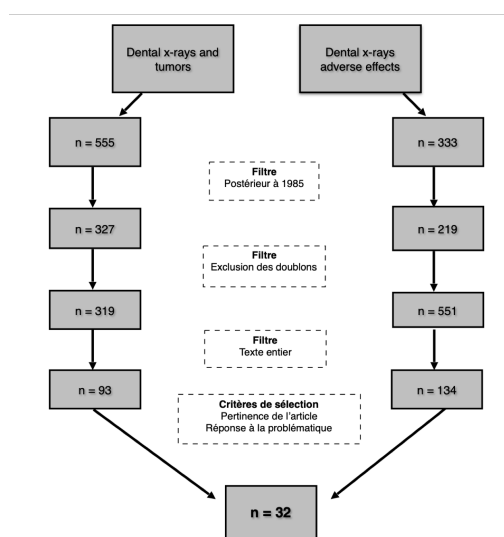 Dental x-rays and
tumors
Dental x-rays
adverse effects
n = 555
n = 333
Filtre
Postérieur à 1985
n = 327
n = 219
Filtre
Exclusion des doublons
n = 319
n = 551
Filtre
Texte entier
n = 93
n = 134
Critères de sélection
Pertinence de l'article
Réponse à la problématique
n = 32